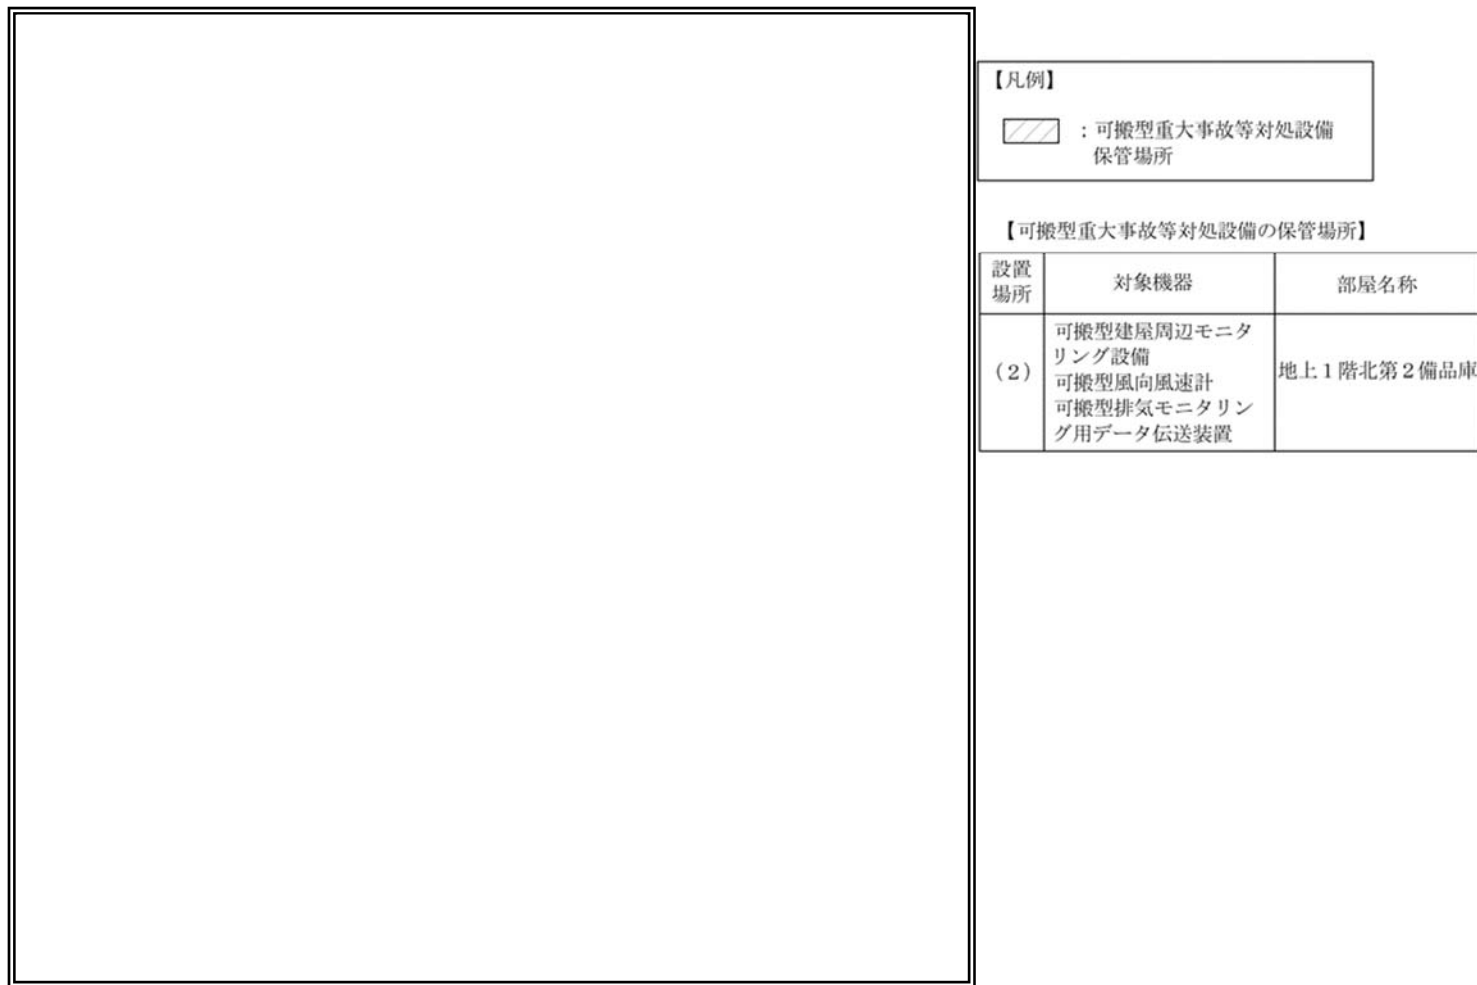 【凡例】
：可搬型重大事故等対処設備
保管場所
【可搬型重大事故等対処設備の保管場所】
設置
場所
対象機器
部屋名称
（2）
可搬型建屋周辺モニタ
リング設備
可搬型風向風速計
可搬型排気モニタリン
グ用データ伝送装置
地上１階北第２備品庫